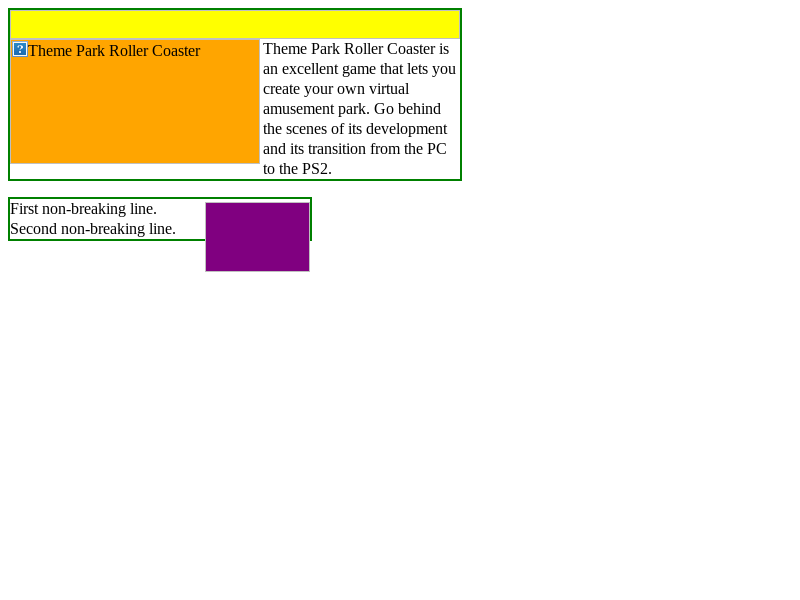 Theme Park Roller Coaster
Theme Park Roller Coaster is
an excellent game that lets you
create your own virtual
amusement park. Go behind
the scenes of its development
and its transition from the PC
to the PS2.
First non-breaking line.
Second non-breaking line.